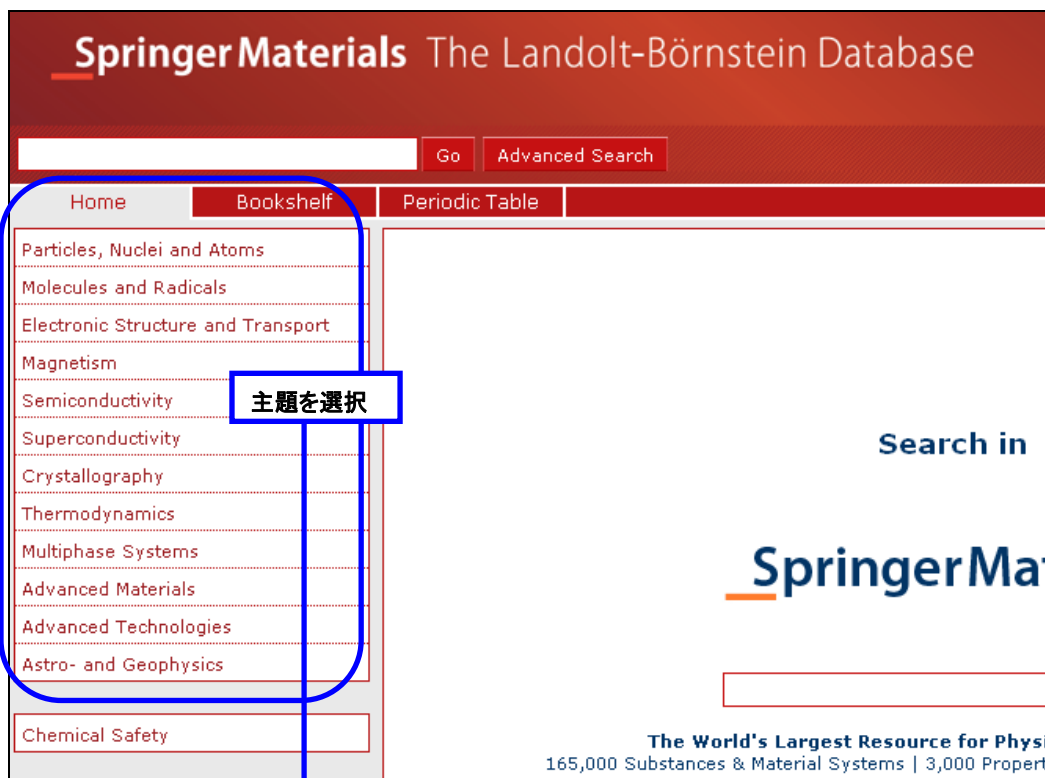 SpringerMaterials The Landolt-Börnstein Database
Go Advanced Search
Home Bookshelf Periodic Table
Particles, Nuclei and Atoms
Molecules and Radicals
Electronic Structure and Transport
Magnetism
Semiconductivity
主題を選択
Superconductivity
Crystallography
Thermodynamics
Multiphase Systems
Advanced Materials
Advanced Technologies
Astro- and Geophysics
Chemical Safety
Search in
SpringerMat
The World's Largest Resource for Physi
165,000 Substances & Material Systems | 3,000 Propert